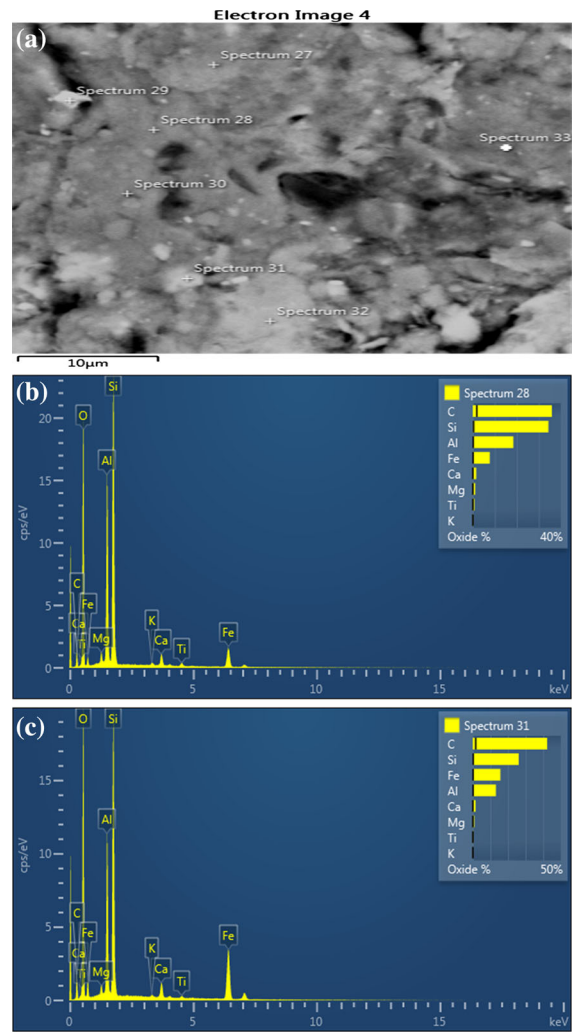 Electron Image 4
(a)
Spectrum 27
Spectrum 29
Spectrum 28
Spectrum 33
Spectrum 30
Spectrum 31
Spectrum 32
10µm
(b)
Si
O
Al
C
Fe
Ca
Ti
Mg
K
Ca
Ti
Fe
cps/eV
20
15
10
5
0
0 5 10 15 keV
Spectrum 28
C
Si
Al
Fe
Ca
Mg
Ti
K
Oxide % 40%
(c)
O Si
Al
C
Fe
Ca
Ti
Mg
K
Ca
Ti
Fe
cps/eV
15
10
5
0
0 5 10 15 keV
Spectrum 31
C
Si
Fe
Al
Ca
Mg
Ti
K
Oxide % 50%